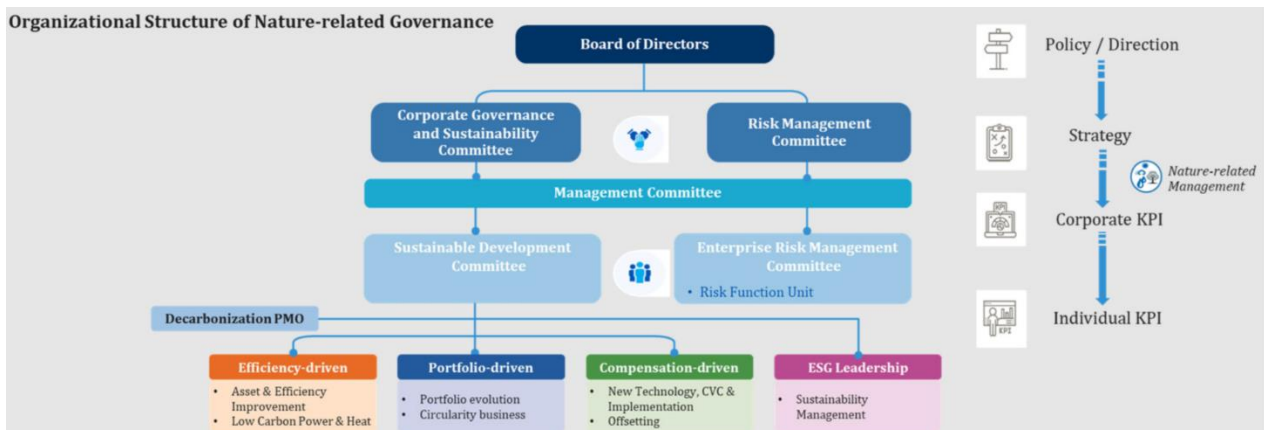 Organizational Structure of Nature-related Governance
Board of Directors
Corporate Governance
and Sustainability
Committee
Risk Management
Committee
Management Committee
Sustainable Development
Committee
Enterprise Risk Management
Committee
• Risk Function Unit
Decarbonization PMO
Efficiency-driven
• Asset & Efficiency
Improvement
• Low Carbon Power & Heat
Portfolio-driven
• Portfolio evolution
• Circularity business
Compensation-driven
• New Technology, CVC &
Implementation
• Offsetting
ESG Leadership
• Sustainability
Management
Policy / Direction
Strategy
Nature-related
Management
KPI
Corporate KPI
KPI
Individual KPI